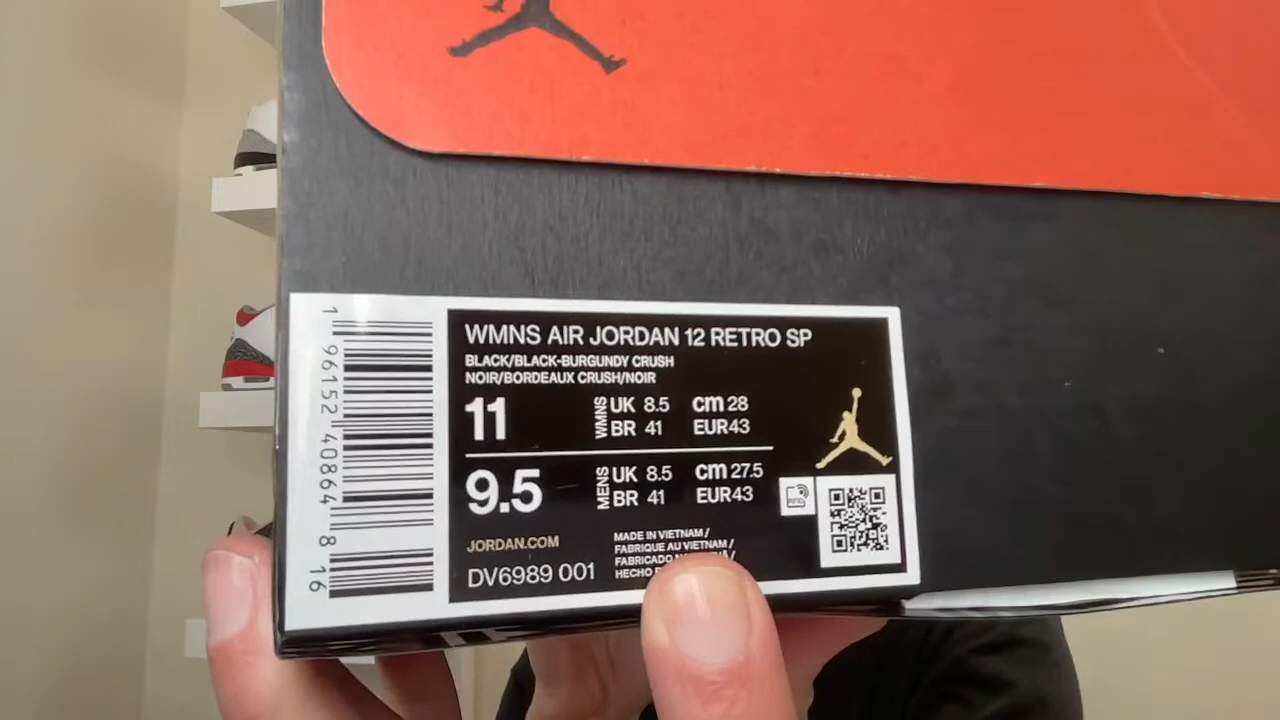 WMNS AIR JORDAN 12 RETRO SP
BLACK/BLACK-BURGUNDY CRUSH
NOIR/BORDEAUX CRUSH/NOIR
11 WMNS UK 8.5 cm 28
BR 41 EUR43
9.5 MENS UK 8.5 cm 27.5
BR 41 EUR43
RFID
JORDAN.COM
DV6989 001
MADE IN VIETNAM /
FABRIQUE AU VIETNAM /
FABRICADO
HECHO
1 96152 40864 8 16